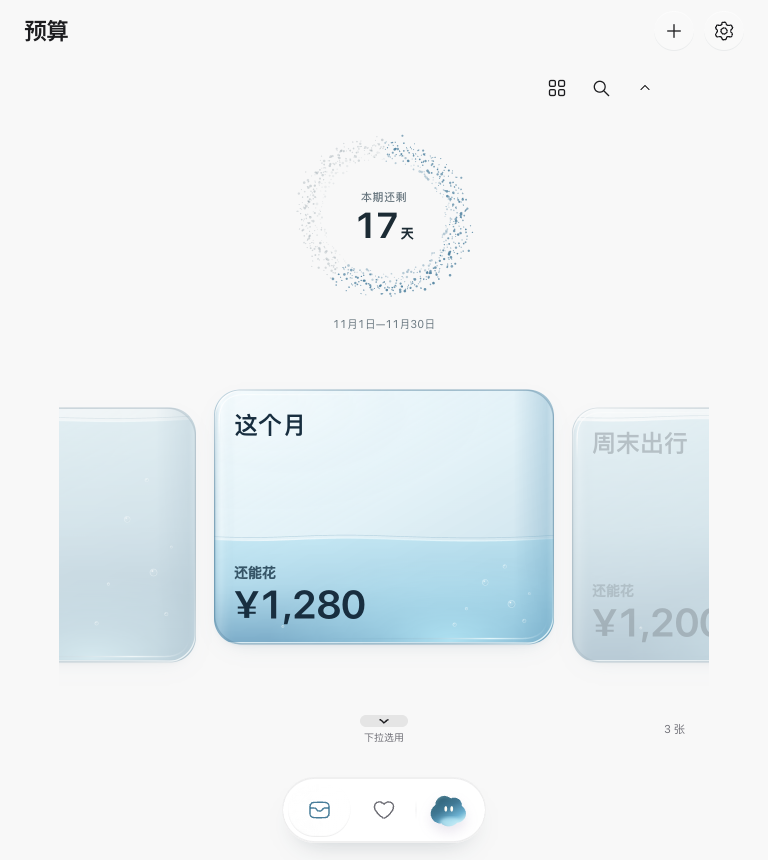 预算
本期还剩
17天
11月1日—11月30日
这个月
还能花
¥1,280
周末出行
还能花
¥1,200
下拉选用
3 张